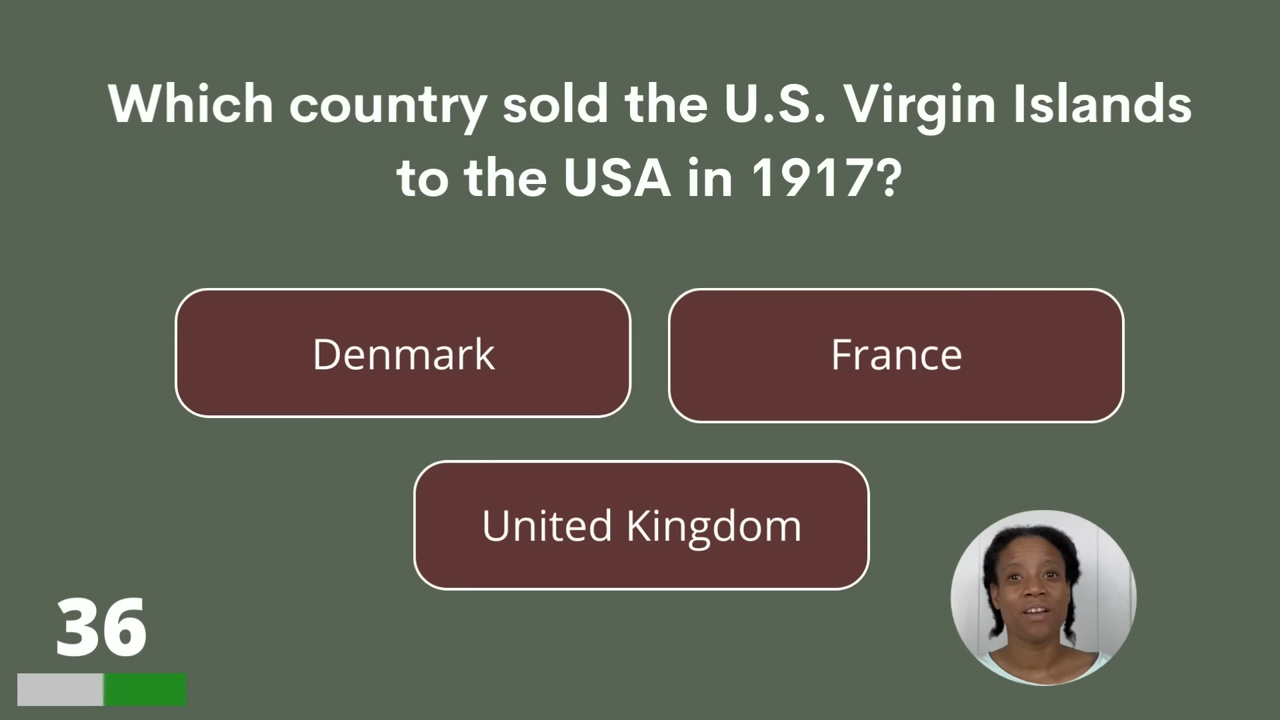 Which country sold the U.S. Virgin Islands
to the USA in 1917?
Denmark
France
United Kingdom
36